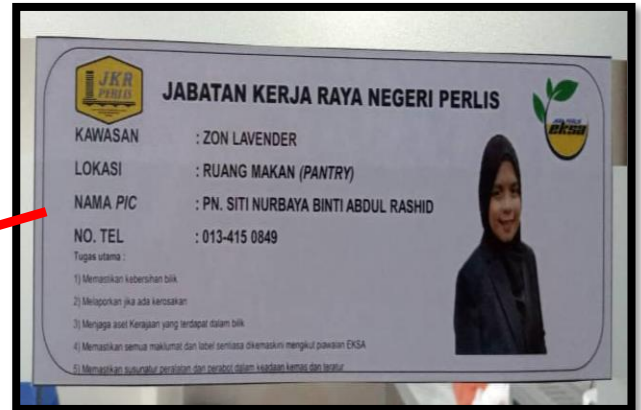 JKR
PERLIS
JABATAN KERJA RAYA NEGERI PERLIS
eksa
KAWASAN : ZON LAVENDER
LOKASI : RUANG MAKAN (PANTRY)
NAMA PIC : PN. SITI NURBAYA BINTI ABDUL RASHID
NO. TEL : 013-415 0849
Tugas utama :
1) Memastikan kebersihan bilik
2) Melaporkan jika ada kerosakan
3) Menjaga aset Kerajaan yang terdapat dalam bilik
4) Memastikan semua maklumat dan label sentiasa dikemaskini mengikut piawaian EKSA
5) Memastikan susunatur peralatan dan perabot dalam keadaan kemas dan teratur